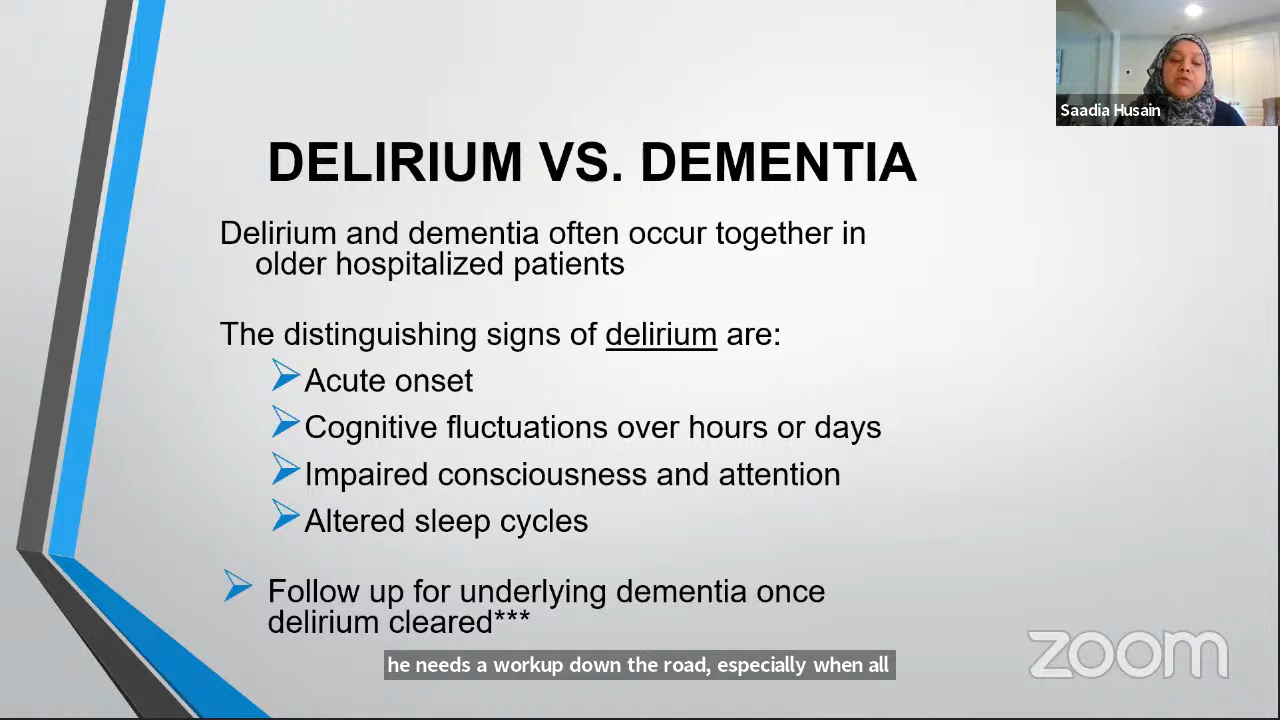 Saadia Husain
DELIRIUM VS. DEMENTIA
Delirium and dementia often occur together in
older hospitalized patients
The distinguishing signs of delirium are:
Acute onset
Cognitive fluctuations over hours or days
Impaired consciousness and attention
Altered sleep cycles
Follow up for underlying dementia once
delirium cleared***
he needs a workup down the road, especially when all
zoom